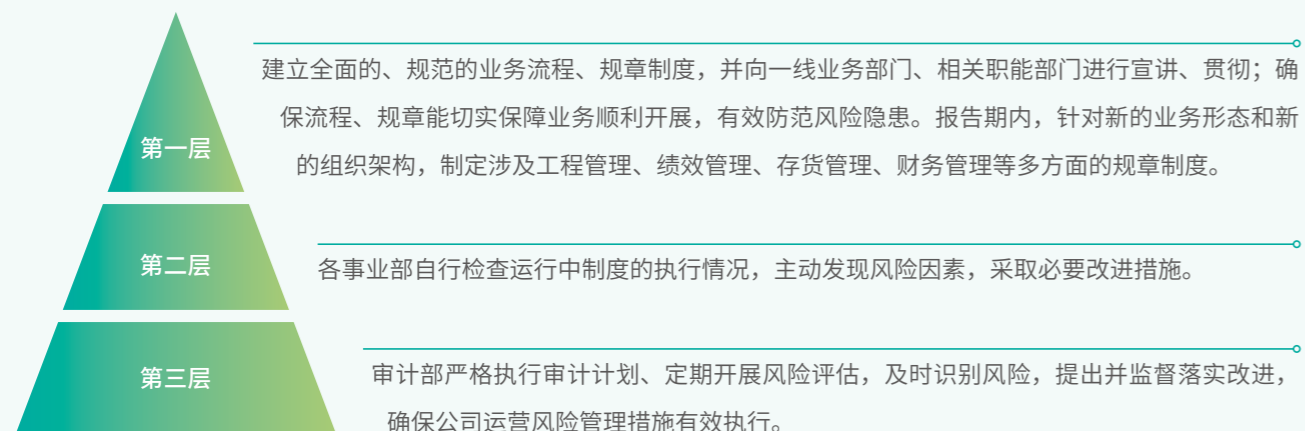 第一层
建立全面的、规范的业务流程、规章制度，并向一线业务部门、相关职能部门进行宣讲、贯彻；确
保流程、规章能切实保障业务顺利开展，有效防范风险隐患。报告期内，针对新的业务形态和新
的组织架构，制定涉及工程管理、绩效管理、存货管理、财务管理等多方面的规章制度。
第二层
各事业部自行检查运行中制度的执行情况，主动发现风险因素，采取必要改进措施。
第三层
审计部严格执行审计计划、定期开展风险评估，及时识别风险，提出并监督落实改进，
确保公司运营风险管理措施有效执行。